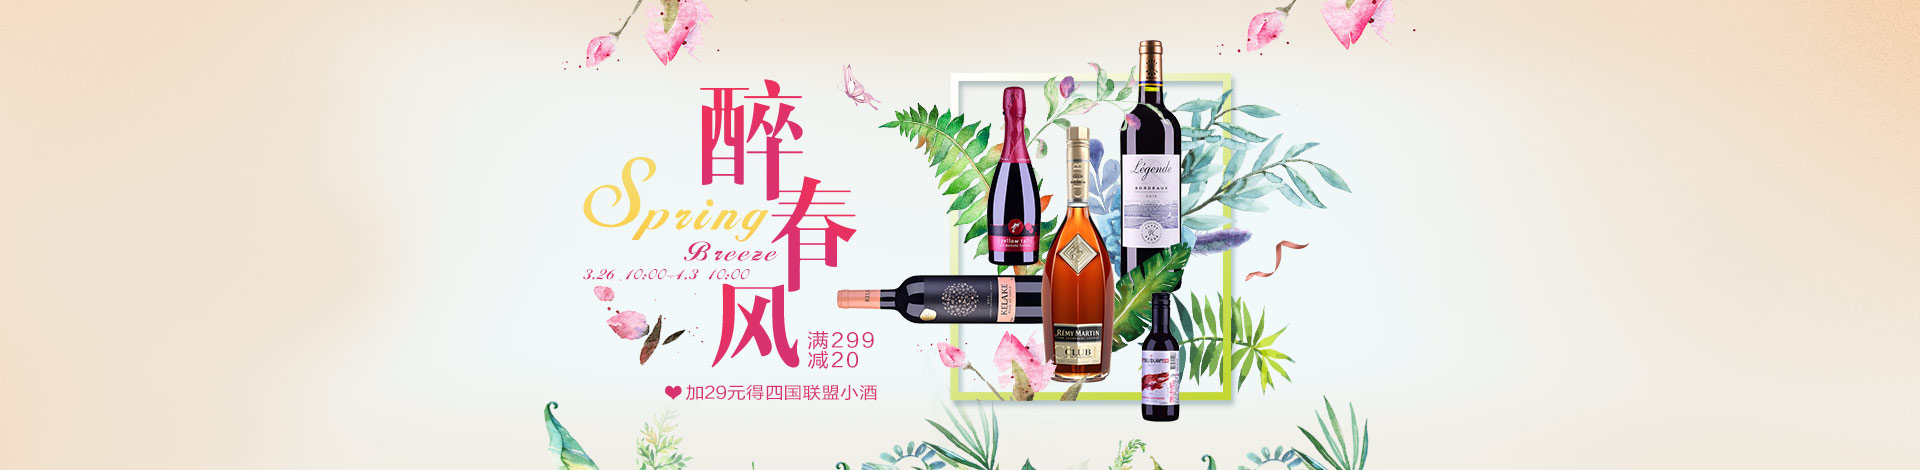 醉春风
Spring
Breeze
3.26 10:00-4.3 10:00
满299
减20
❤加29元得四国联盟小酒
[yellow tail]
KELAKE
RÉMY MARTIN
CLUB
Légende
BORDEAUX